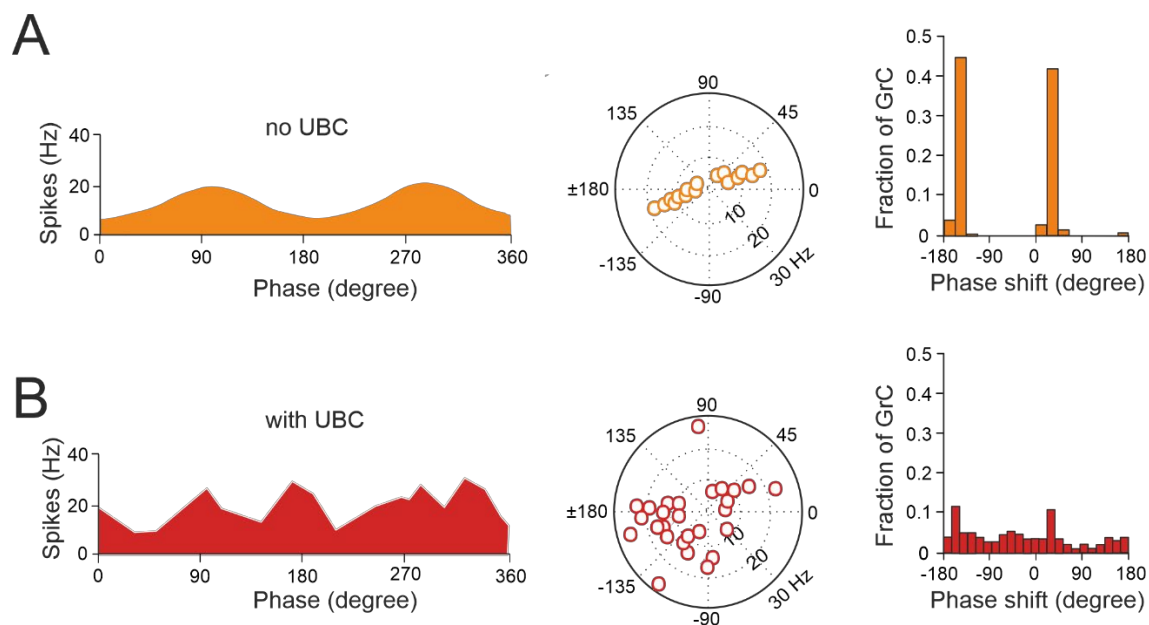 A
no UBC
Spikes (Hz)
40
20
0
0 90 180 270 360
Phase (degree)
90
135 45
±180 0
10
20
30 Hz
-135
-90
Fraction of GrC
0.5
0.4
0.3
0.2
0.1
0
-180 -90 0 90 180
Phase shift (degree)
B
with UBC
Spikes (Hz)
40
20
0
0 90 180 270 360
Phase (degree)
90
135 45
±180 0
10
20
30 Hz
-135
-90
Fraction of GrC
0.5
0.4
0.3
0.2
0.1
0
-180 -90 0 90 180
Phase shift (degree)